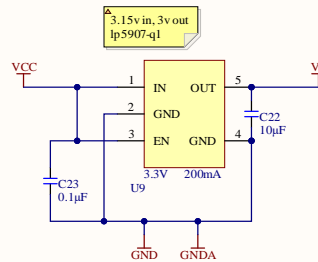 3.15v in, 3v out
lp5907-q1
VCC
V
1
IN
OUT
5
2
GND
C22
10µF
3
EN
GND
4
3.3V
200mA
C23
0.1µF
U9
GND
GNDA